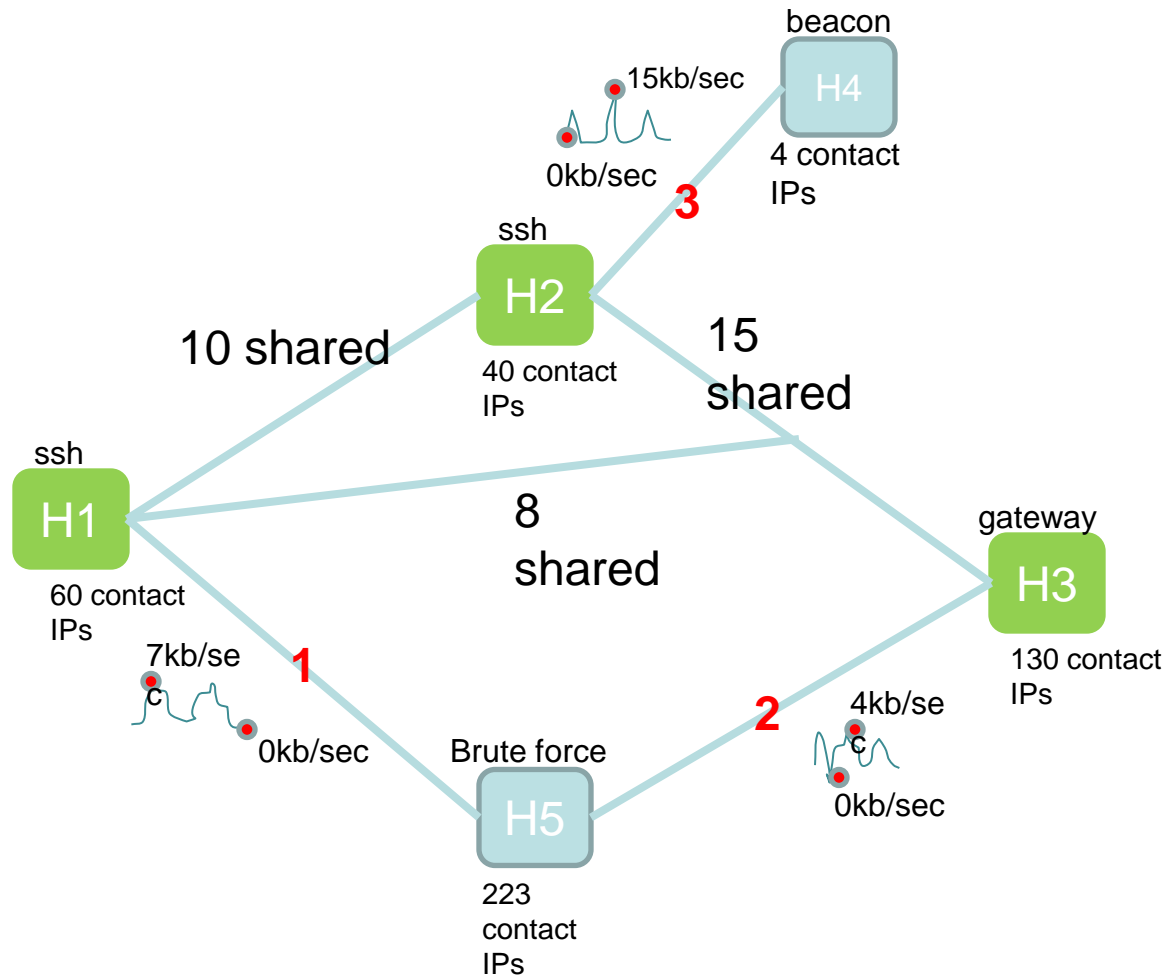 beacon
15kb/sec
H4
0kb/sec
4 contact
IPs
3
ssh
H2
10 shared
15
shared
40 contact
IPs
ssh
H1
8
shared
gateway
H3
60 contact
IPs
7kb/se
c
1
0kb/sec
130 contact
IPs
2
4kb/se
c
0kb/sec
Brute force
H5
223
contact
IPs